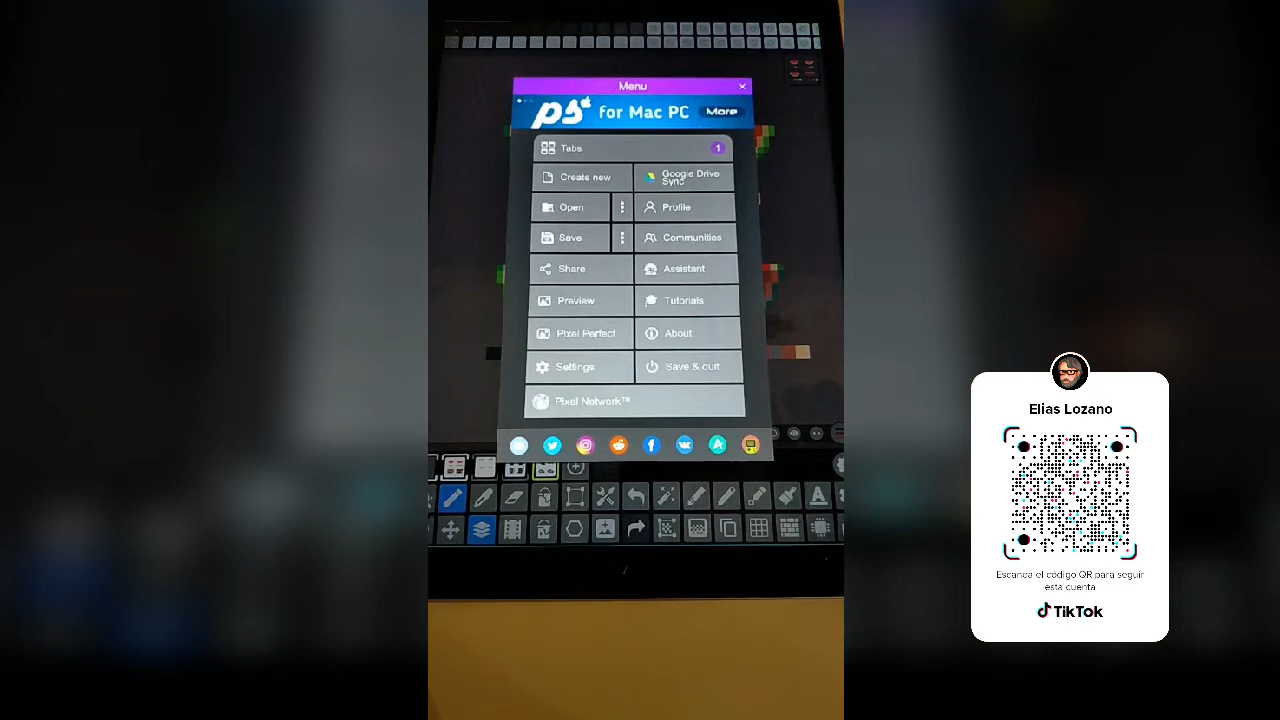 Menu
PS for Mac PC More
Tabs 1
Create new
Google Drive Sync
Open
Profile
Save
Communities
Share
Assistant
Preview
Tutorials
Pixel Perfect
About
Settings
Save & quit
Pixel Network™
Elias Lozano
Escanea el código QR para seguir
esta cuenta
TikTok